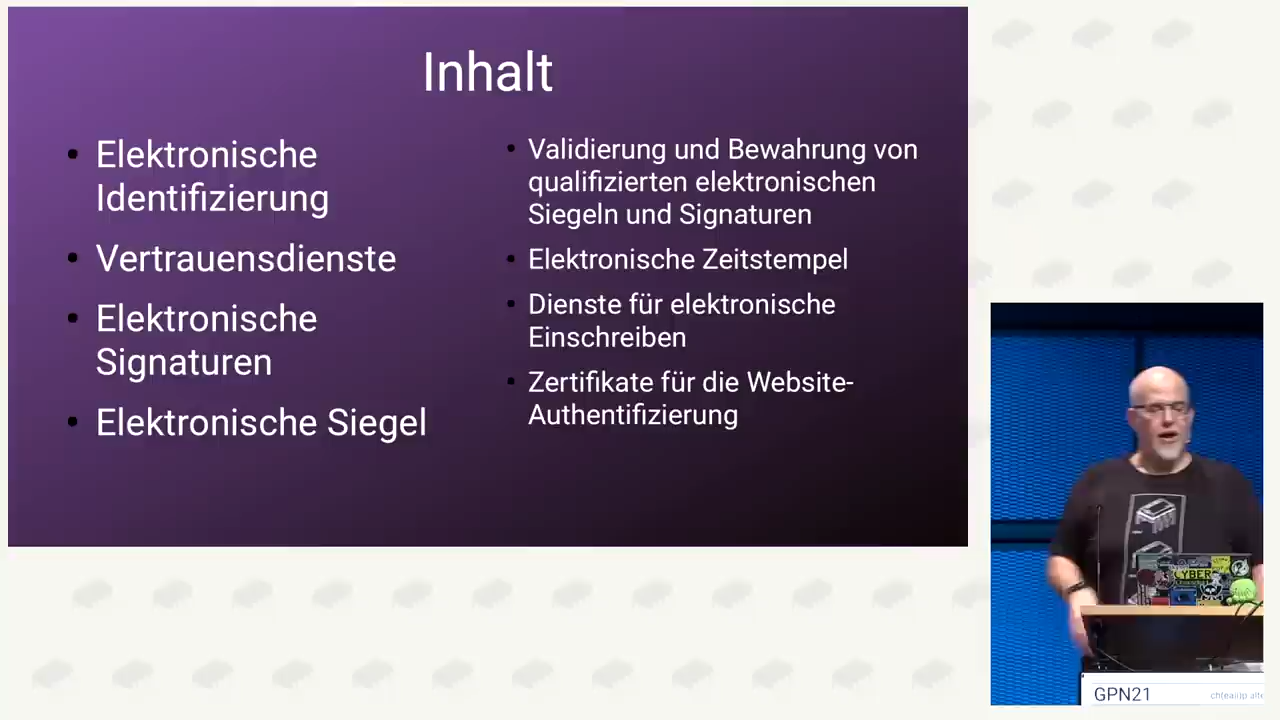 Inhalt
Elektronische
Identifizierung
Vertrauensdienste
Elektronische
Signaturen
Elektronische Siegel
Validierung und Bewahrung von
qualifizierten elektronischen
Siegeln und Signaturen
Elektronische Zeitstempel
Dienste für elektronische
Einschreiben
Zertifikate für die Website-
Authentifizierung
CYBER
GPN21